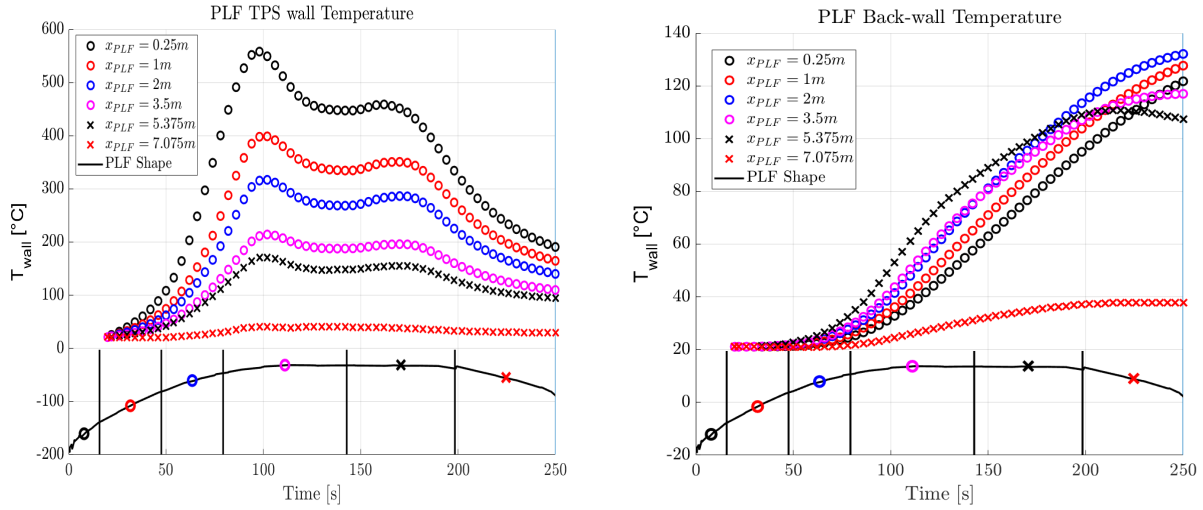 PLF TPS wall Temperature
600
500
400
300
200
100
0
-100
-200
T_wall [°C]
x_PLF = 0.25m
x_PLF = 1m
x_PLF = 2m
x_PLF = 3.5m
x_PLF = 5.375m
x_PLF = 7.075m
PLF Shape
0 50 100 150 200 250
Time [s]
PLF Back-wall Temperature
140
120
100
80
60
40
20
0
-20
T_wall [°C]
x_PLF = 0.25m
x_PLF = 1m
x_PLF = 2m
x_PLF = 3.5m
x_PLF = 5.375m
x_PLF = 7.075m
PLF Shape
0 50 100 150 200 250
Time [s]